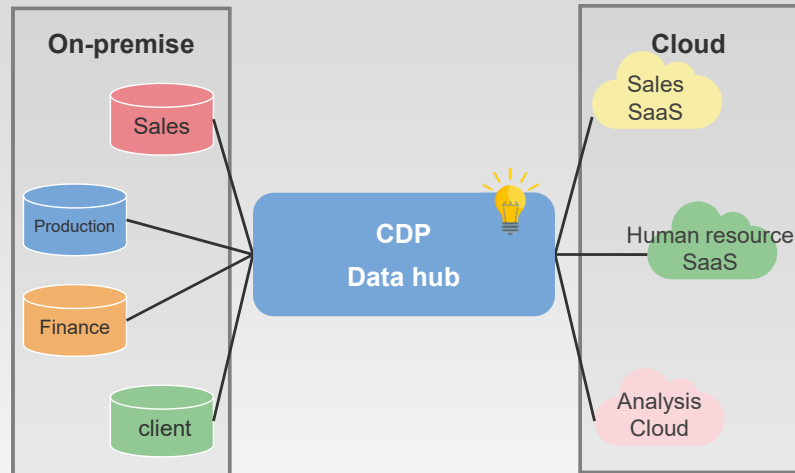 On-premise
Sales
Production
Finance
client
CDP
Data hub
Cloud
Sales
SaaS
Human resource
SaaS
Analysis
Cloud